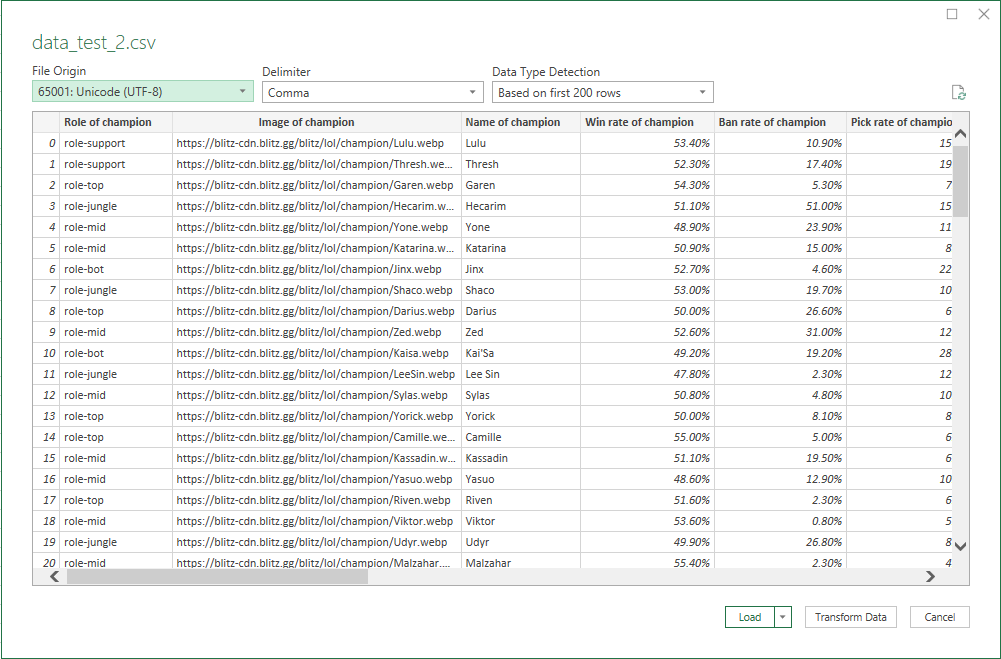 data_test_2.csv
File Origin Delimiter Data Type Detection
65001: Unicode (UTF-8) Comma Based on first 200 rows
Role of champion Image of champion Name of champion Win rate of champion Ban rate of champion Pick rate of champio
0 role-support https://blitz-cdn.blitz.gg/blitz/lol/champion/Lulu.webp Lulu 53.40% 10.90% 15
1 role-support https://blitz-cdn.blitz.gg/blitz/lol/champion/Thresh.we... Thresh 52.30% 17.40% 19
2 role-top https://blitz-cdn.blitz.gg/blitz/lol/champion/Garen.webp Garen 54.30% 5.30% 7
3 role-jungle https://blitz-cdn.blitz.gg/blitz/lol/champion/Hecarim.w... Hecarim 51.10% 51.00% 15
4 role-mid https://blitz-cdn.blitz.gg/blitz/lol/champion/Yone.webp Yone 48.90% 23.90% 11
5 role-mid https://blitz-cdn.blitz.gg/blitz/lol/champion/Katarina.w... Katarina 50.90% 15.00% 8
6 role-bot https://blitz-cdn.blitz.gg/blitz/lol/champion/Jinx.webp Jinx 52.70% 4.60% 22
7 role-jungle https://blitz-cdn.blitz.gg/blitz/lol/champion/Shaco.webp Shaco 53.00% 19.70% 10
8 role-top https://blitz-cdn.blitz.gg/blitz/lol/champion/Darius.webp Darius 50.00% 26.60% 6
9 role-mid https://blitz-cdn.blitz.gg/blitz/lol/champion/Zed.webp Zed 52.60% 31.00% 12
10 role-bot https://blitz-cdn.blitz.gg/blitz/lol/champion/Kaisa.webp Kai'Sa 49.20% 19.20% 28
11 role-jungle https://blitz-cdn.blitz.gg/blitz/lol/champion/LeeSin.webp Lee Sin 47.80% 2.30% 12
12 role-mid https://blitz-cdn.blitz.gg/blitz/lol/champion/Sylas.webp Sylas 50.80% 4.80% 10
13 role-top https://blitz-cdn.blitz.gg/blitz/lol/champion/Yorick.webp Yorick 50.00% 8.10% 8
14 role-top https://blitz-cdn.blitz.gg/blitz/lol/champion/Camille.we... Camille 55.00% 5.00% 6
15 role-mid https://blitz-cdn.blitz.gg/blitz/lol/champion/Kassadin.w... Kassadin 51.10% 19.50% 6
16 role-mid https://blitz-cdn.blitz.gg/blitz/lol/champion/Yasuo.webp Yasuo 48.60% 12.90% 10
17 role-top https://blitz-cdn.blitz.gg/blitz/lol/champion/Riven.webp Riven 51.60% 2.30% 6
18 role-mid https://blitz-cdn.blitz.gg/blitz/lol/champion/Viktor.webp Viktor 53.60% 0.80% 5
19 role-jungle https://blitz-cdn.blitz.gg/blitz/lol/champion/Udyr.webp Udyr 49.90% 26.80% 8
20 role-mid https://blitz-cdn.blitz.gg/blitz/lol/champion/Malzahar.... Malzahar 55.40% 2.30% 4
Load Transform Data Cancel